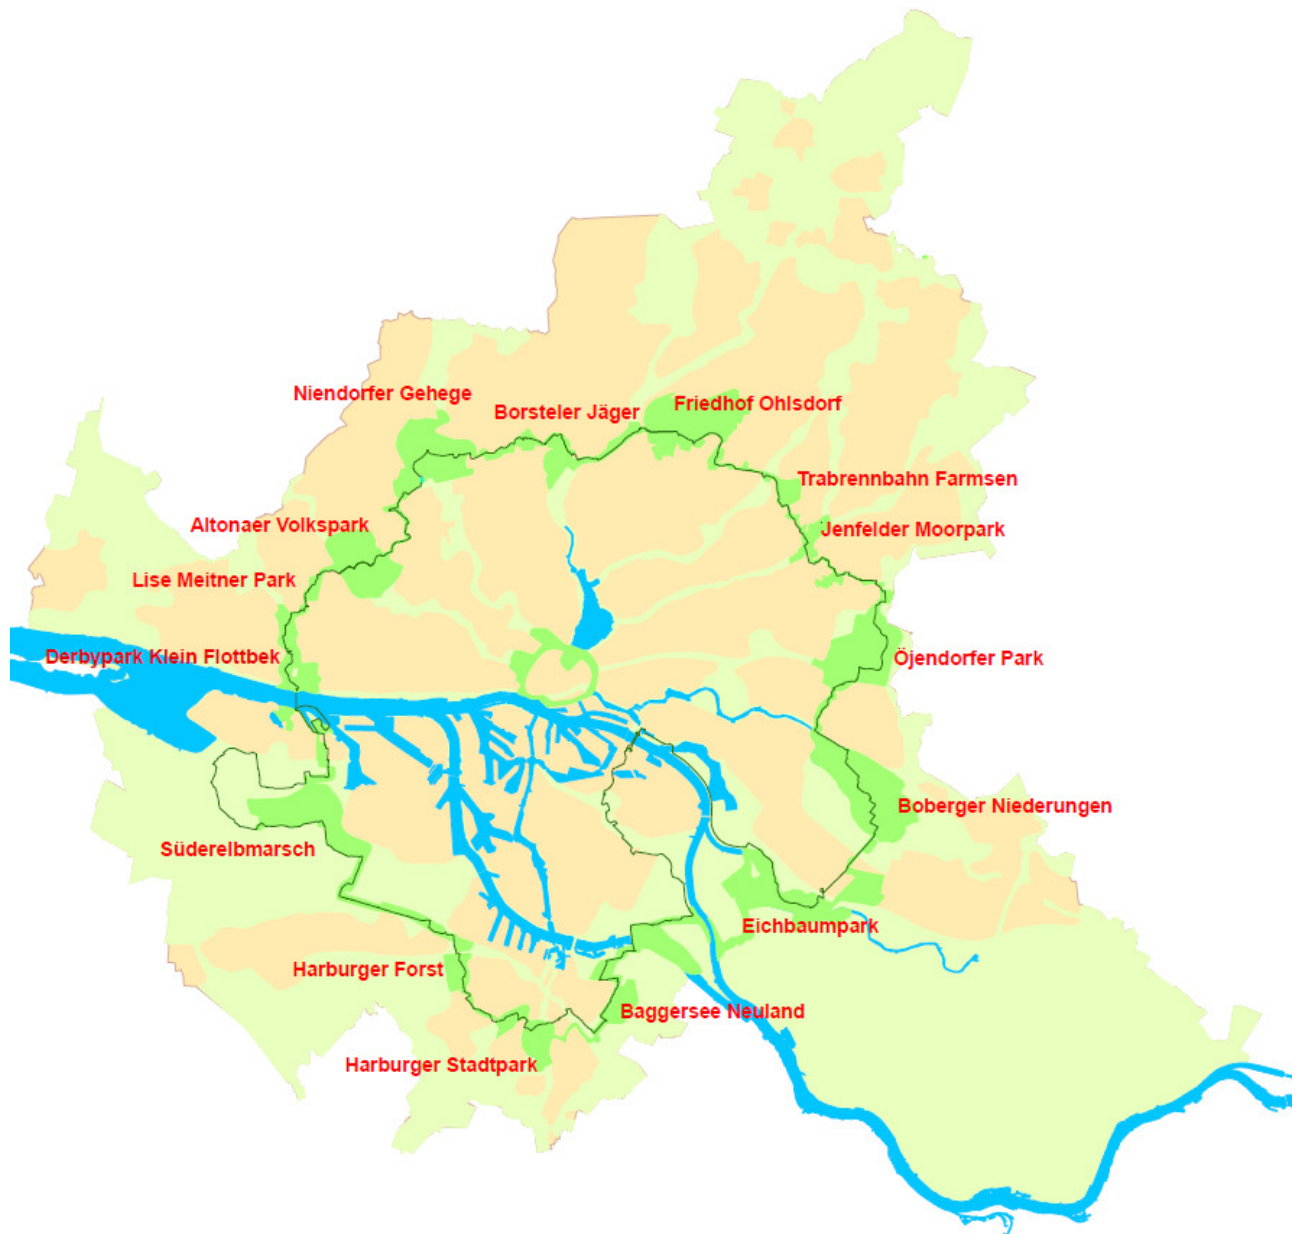 Niendorfer Gehege
Friedhof Ohlsdorf
Borsteler Jäger
Trabrennbahn Farmsen
Altonaer Volkspark
Jenfelder Moorpark
Lise Meitner Park
Derbypark Klein Flottbek
Öjendorfer Park
Boberger Niederungen
Süderelbmarsch
Eichbaumpark
Harburger Forst
Baggersee Neuland
Harburger Stadtpark